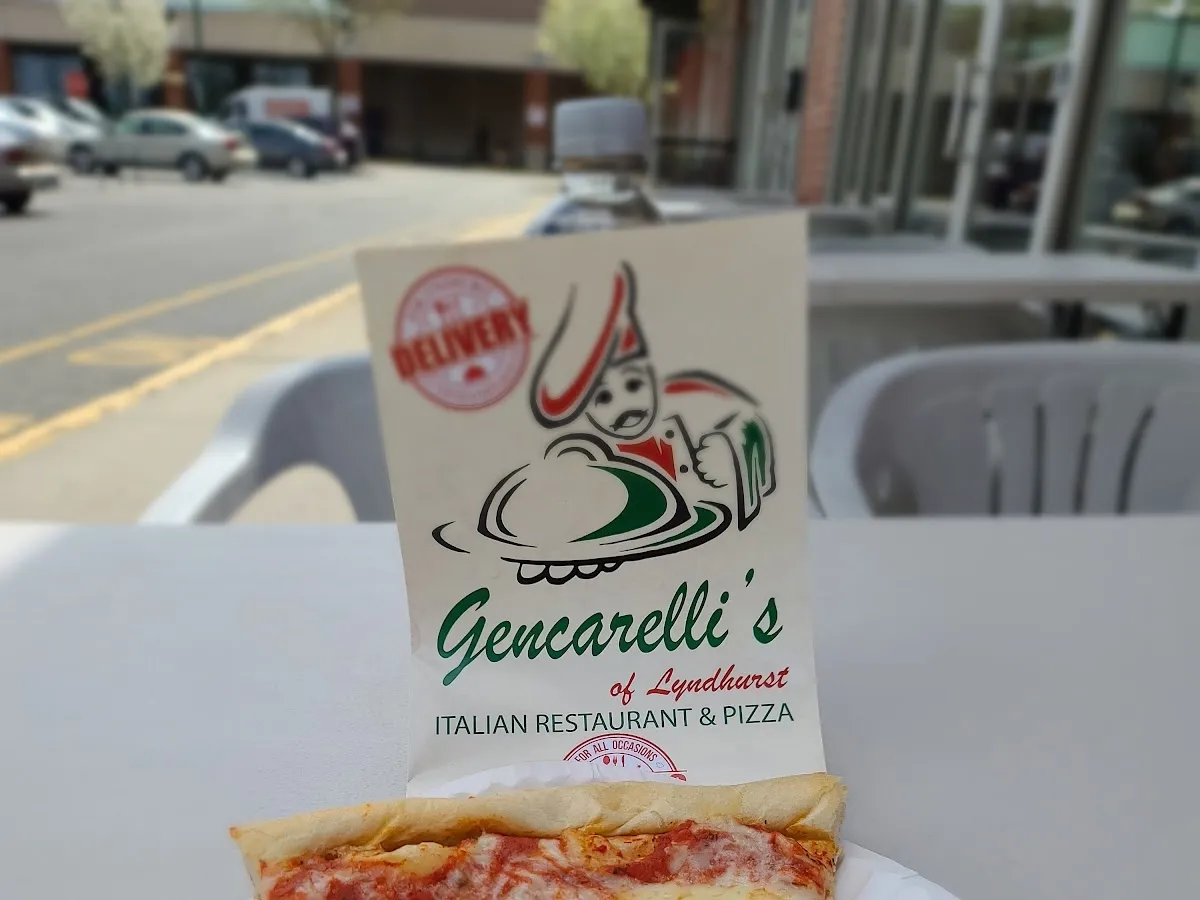 DELIVERY
Gencarelli's
of Lyndhurst
ITALIAN RESTAURANT & PIZZA
FOR ALL OCCASIONS